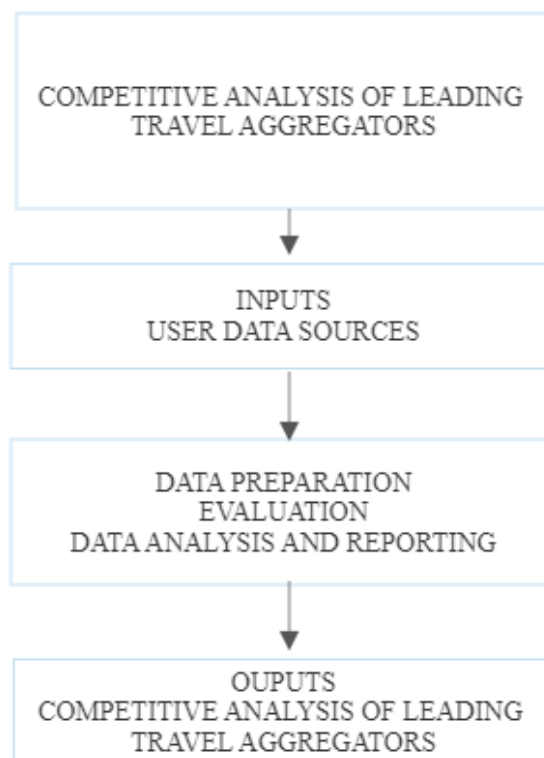 COMPETITIVE ANALYSIS OF LEADING
TRAVEL AGGREGATORS
INPUTS
USER DATA SOURCES
DATA PREPARATION
EVALUATION
DATA ANALYSIS AND REPORTING
OUPUTS
COMPETITIVE ANALYSIS OF LEADING
TRAVEL AGGREGATORS